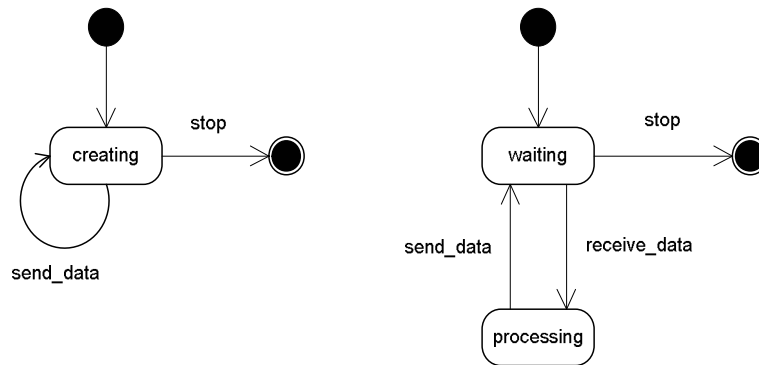 stop
creating
send_data
stop
waiting
send_data
receive_data
processing